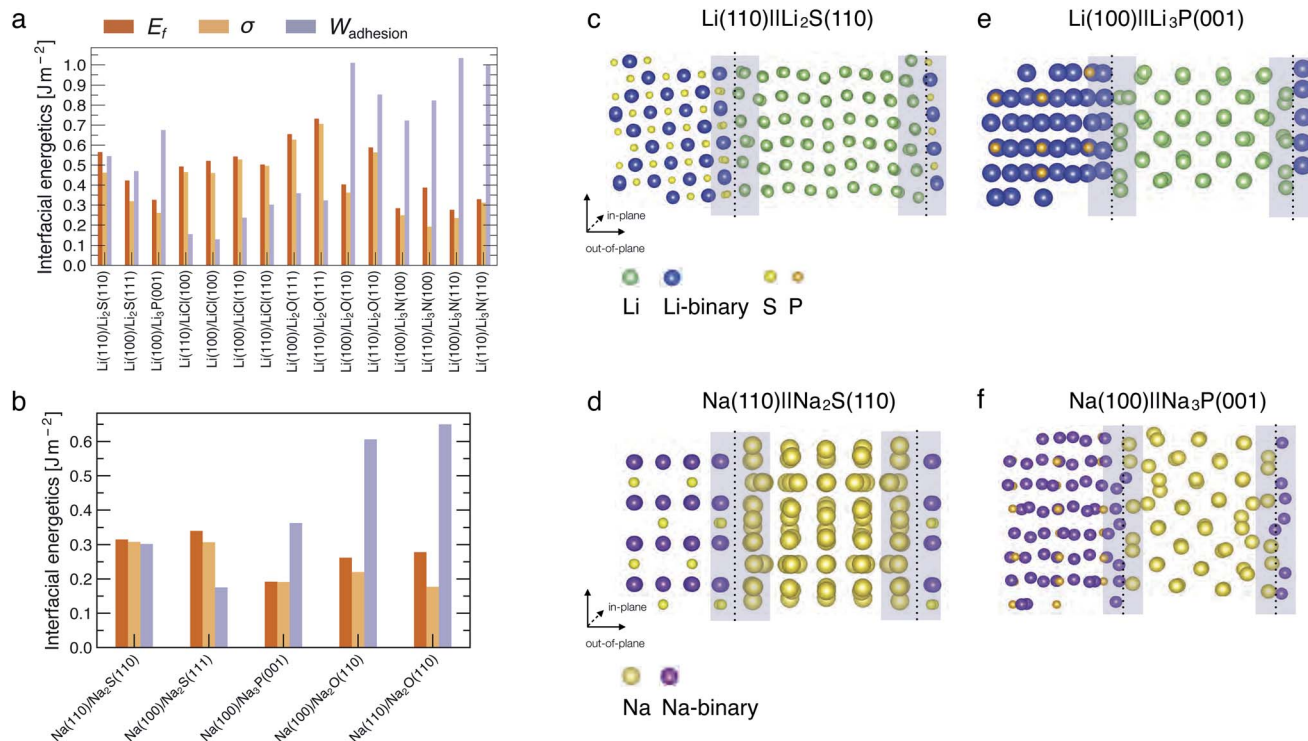 a
E_f σ W_adhesion
Interfacial energetics [J m⁻²]
1.0
0.9
0.8
0.7
0.6
0.5
0.4
0.3
0.2
0.1
0.0
Li(110)/Li₂S(110)
Li(100)/Li₂S(111)
Li(100)/Li₃P(001)
Li(110)/LiCl(100)
Li(100)/LiCl(100)
Li(100)/LiCl(110)
Li(110)/LiCl(110)
Li(100)/Li₂O(111)
Li(110)/Li₂O(111)
Li(100)/Li₂O(110)
Li(110)/Li₂O(110)
Li(100)/Li₃N(100)
Li(110)/Li₃N(100)
Li(100)/Li₃N(110)
Li(110)/Li₃N(110)
b
Interfacial energetics [J m⁻²]
0.6
0.5
0.4
0.3
0.2
0.1
0.0
Na(110)/Na₂S(110)
Na(100)/Na₂S(111)
Na(100)/Na₃P(001)
Na(100)/Na₂O(110)
Na(110)/Na₂O(110)
c Li(110)||Li₂S(110)
in-plane
out-of-plane
Li Li-binary S P
e Li(100)||Li₃P(001)
d Na(110)||Na₂S(110)
in-plane
out-of-plane
Na Na-binary
f Na(100)||Na₃P(001)